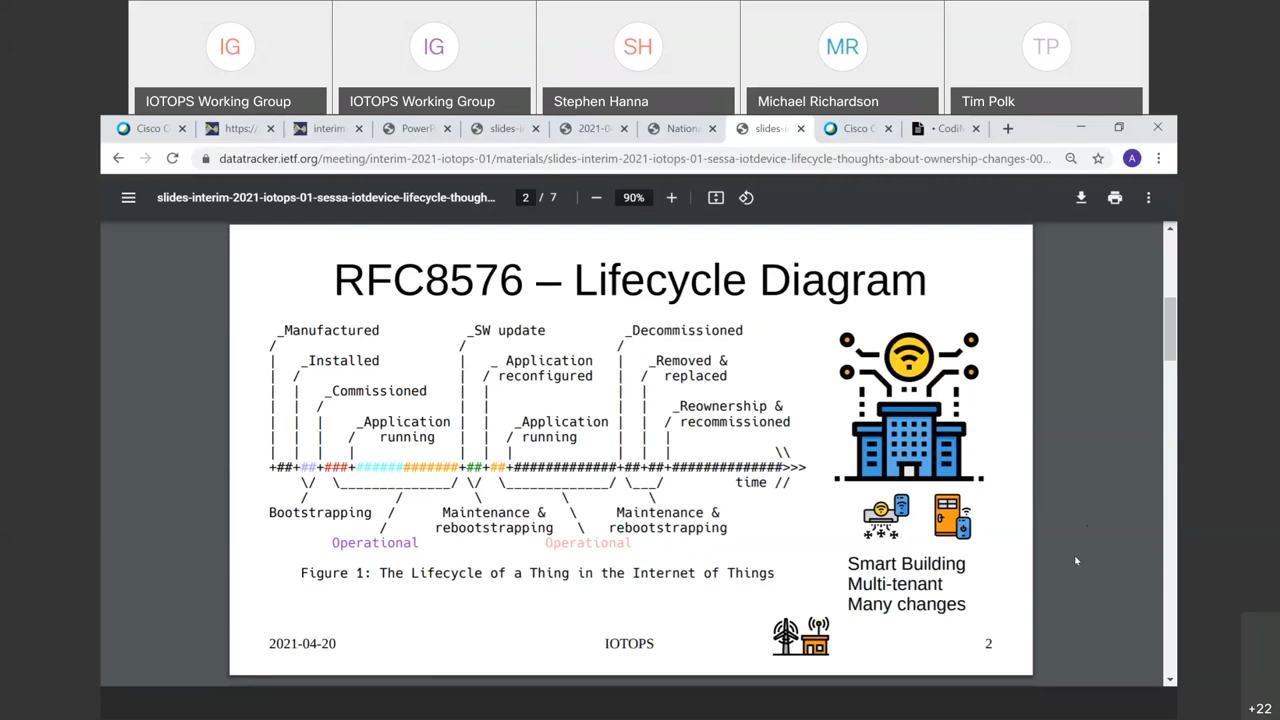 IG
IG
SH
MR
TP
IOTOPS Working Group
IOTOPS Working Group
Stephen Hanna
Michael Richardson
Tim Polk
Cisco C
https:/
interim
PowerP
slides-i
2021-0
Nationa
slides-i
Cisco C
• CodiM
datatracker.ietf.org/meeting/interim-2021-iotops-01/materials/slides-interim-2021-iotops-01-sessa-iotdevice-lifecycle-thoughts-about-ownership-changes-00...
A
slides-interim-2021-iotops-01-sessa-iotdevice-lifecycle-though...
2 / 7
90%
RFC8576 – Lifecycle Diagram
_Manufactured _SW update _Decommissioned
/ / /
| _Installed | _ Application | _Removed &
| / | / reconfigured | / replaced
| | _Commissioned | | | |
| | / | | | | _Reownership &
| | | _Application | | _Application | | / recommissioned
| | | / running | | / running | | |
| | | | | | | | | | \\
+##+##+###+#############+##+##+#############+##+##+##############>>>
\/ \______________/ \/ \_____________/ \___/ time //
/ / \ \ \
Bootstrapping / Maintenance & \ Maintenance &
/ rebootstrapping \ rebootstrapping
Operational Operational
Figure 1: The Lifecycle of a Thing in the Internet of Things
Smart Building
Multi-tenant
Many changes
2021-04-20
IOTOPS
2
+22